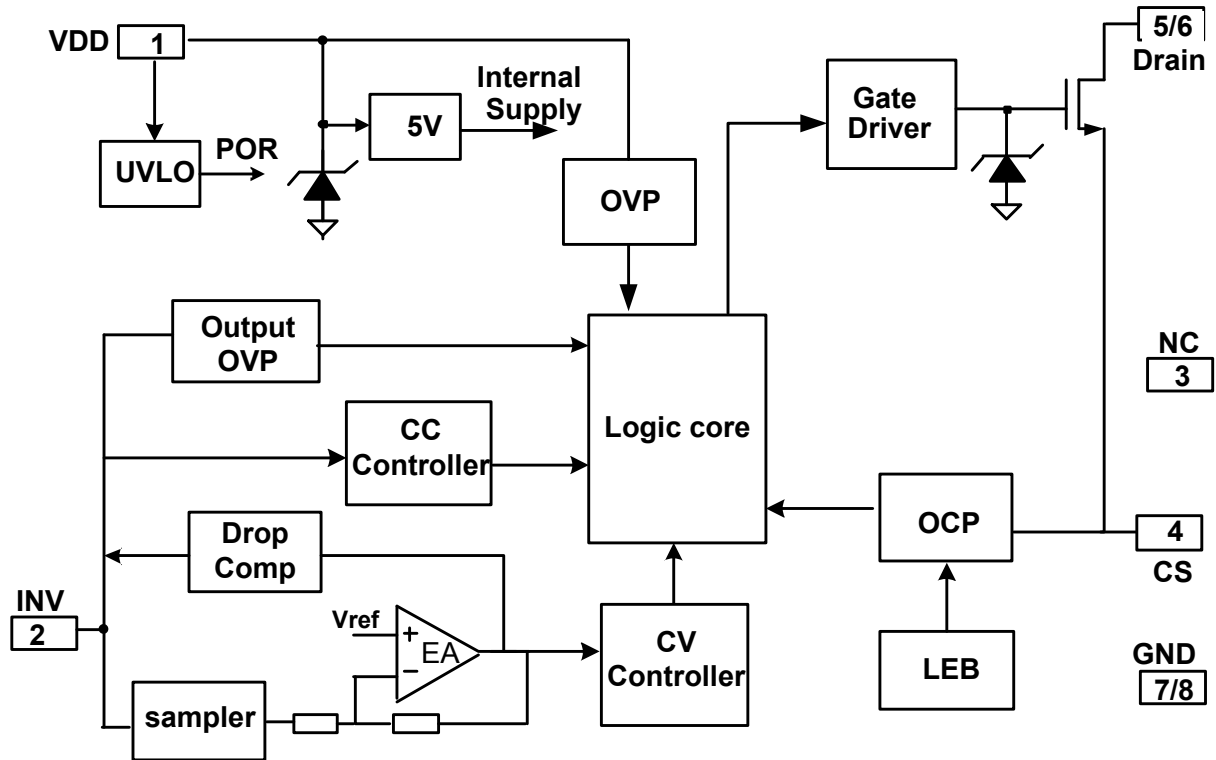 VDD
1
5/6
Drain
Internal
Supply
5V
Gate
Driver
UVLO
POR
OVP
Output
OVP
NC
3
CC
Controller
Logic core
OCP
4
CS
Drop
Comp
INV
2
Vref
+
EA
−
CV
Controller
LEB
GND
7/8
sampler